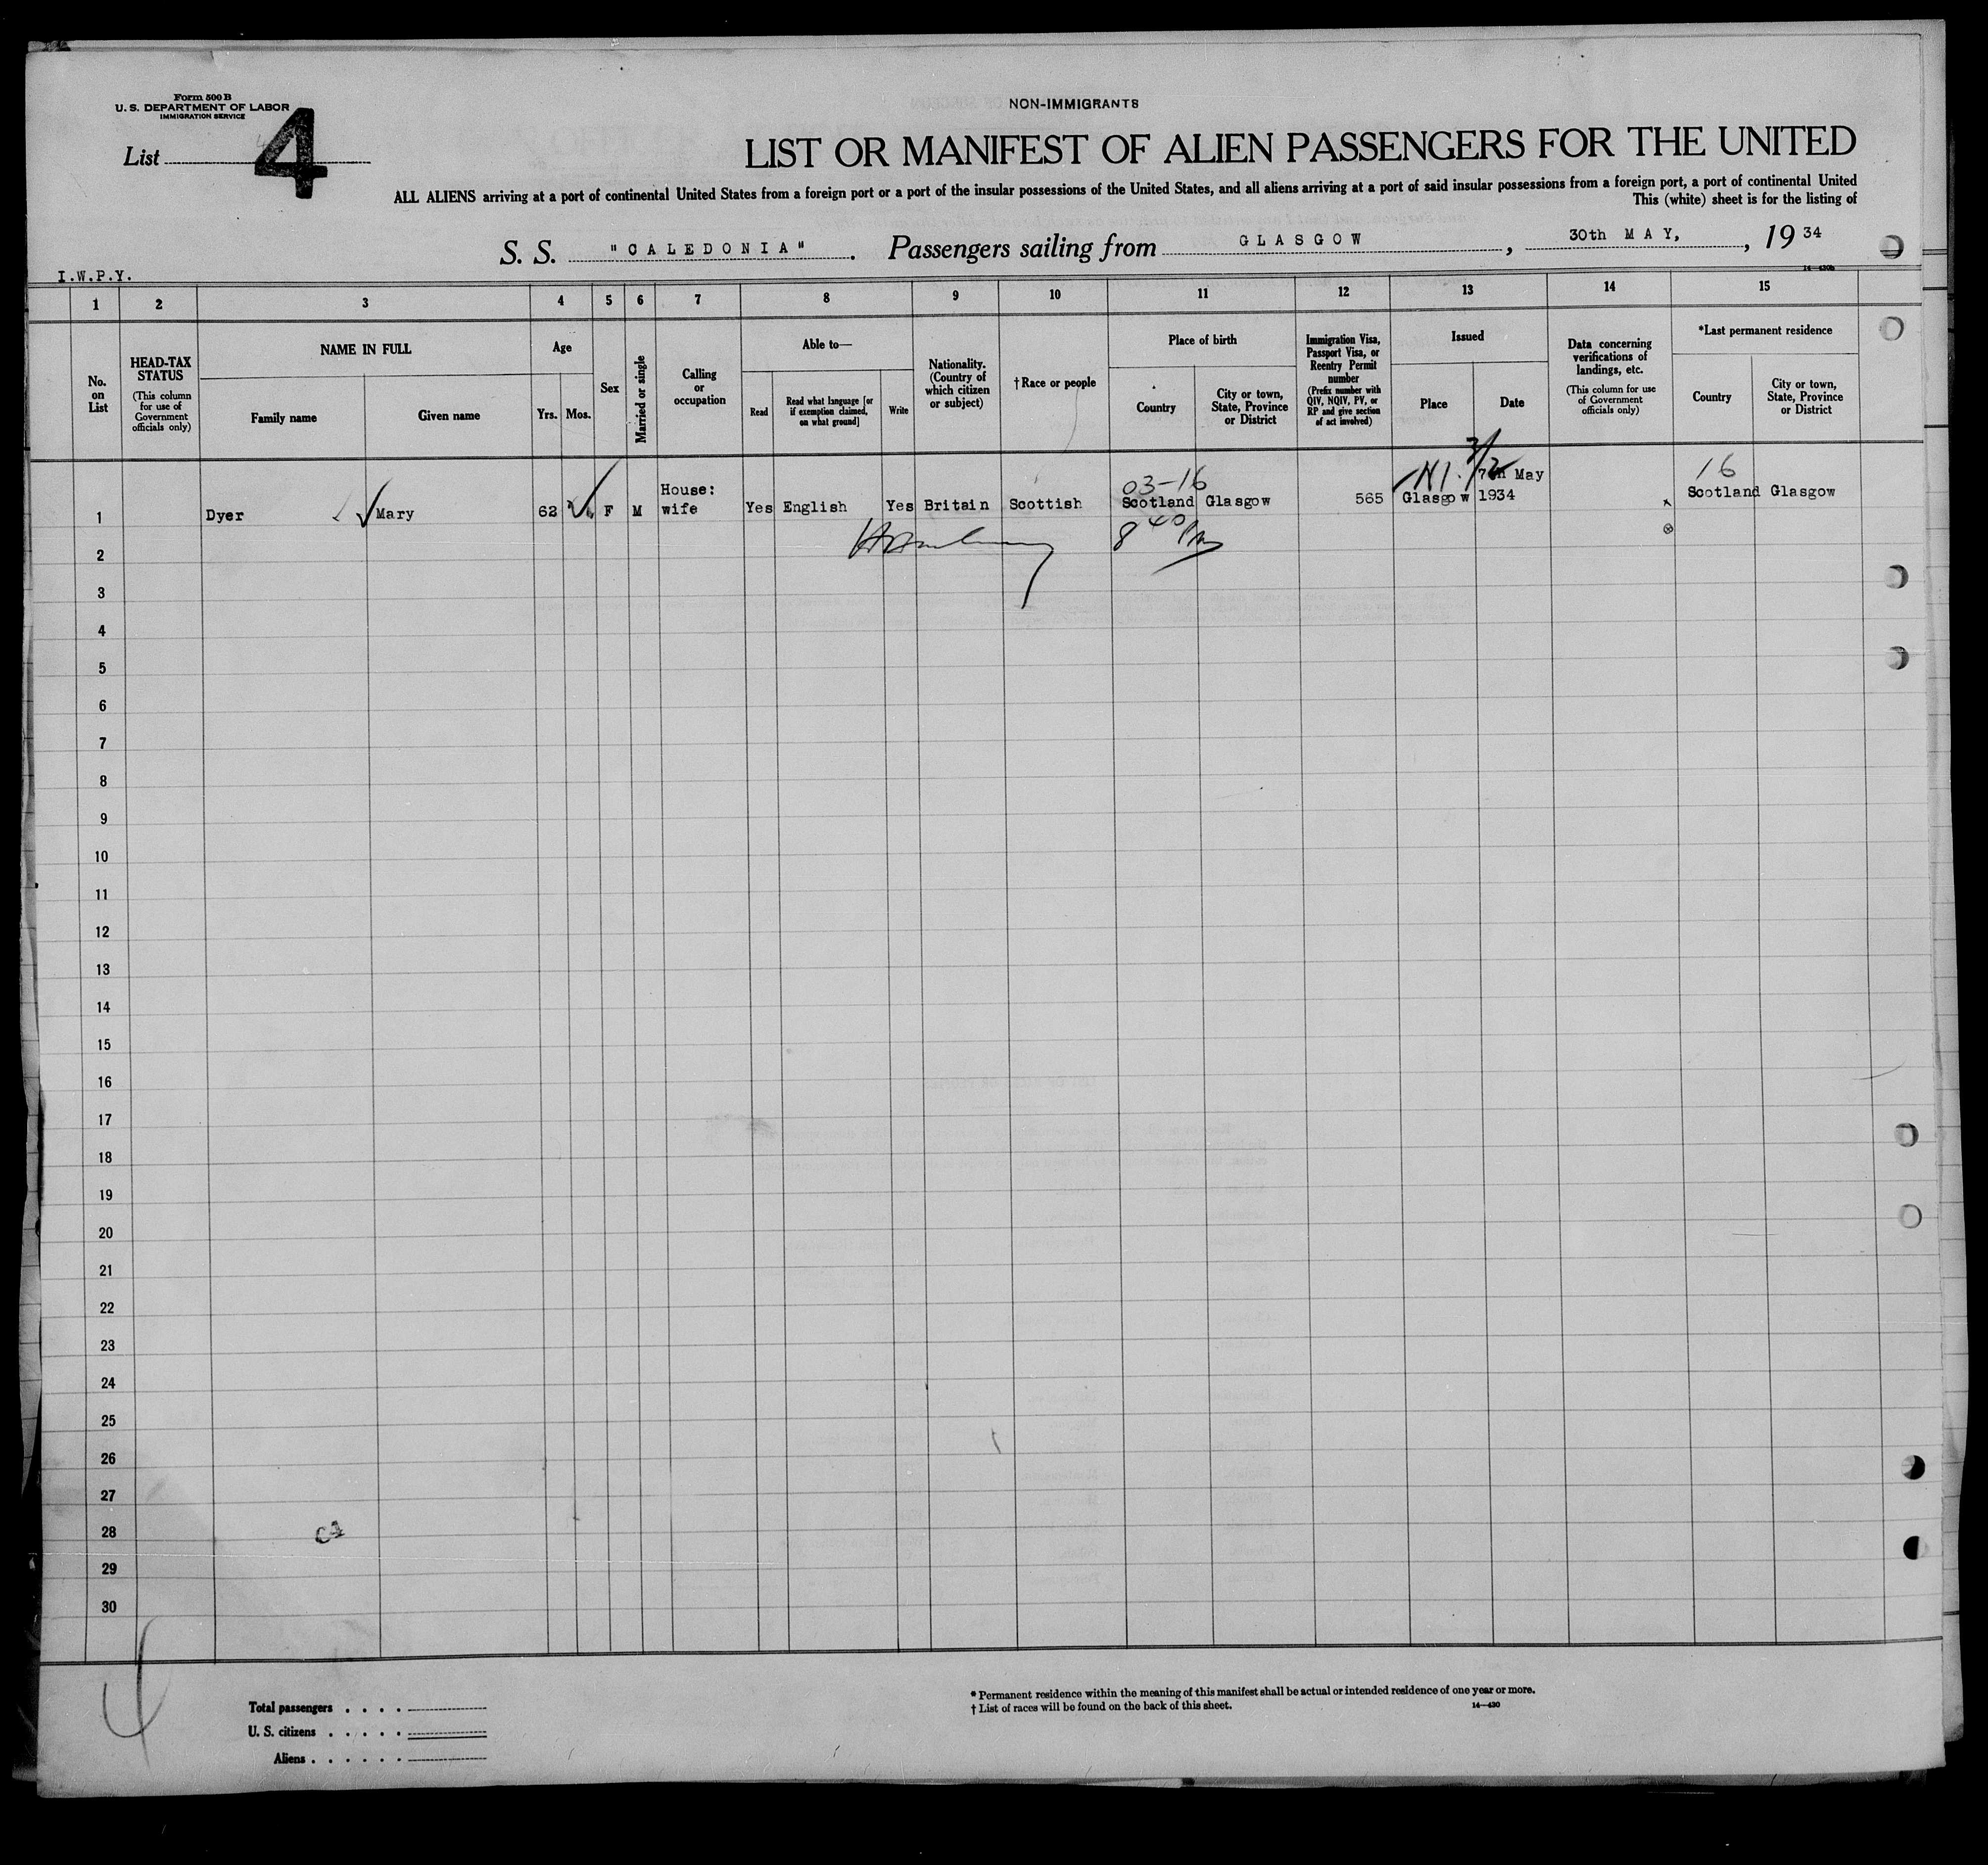 Form 500 B
U. S. DEPARTMENT OF LABOR
IMMIGRATION SERVICE
List 4
NON-IMMIGRANTS
LIST OR MANIFEST OF ALIEN PASSENGERS FOR THE UNITED
ALL ALIENS arriving at a port of continental United States from a foreign port or a port of the insular possessions of the United States, and all aliens arriving at a port of said insular possessions from a foreign port, a port of continental United
This (white) sheet is for the listing of
S. S. "CALEDONIA". Passengers sailing from GLASGOW, 30th MAY, , 19 34
I.W.P.Y.
1 2 3 4 5 6 7 8 9 10 11 12 13 14 15
No. on List
HEAD-TAX STATUS
(This column for use of Government officials only)
NAME IN FULL
Family name
Given name
Age
Yrs.
Mos.
Sex
Married or single
Calling or occupation
Able to—
Read
Read what language [or if exemption claimed, on what ground]
Write
Nationality. (Country of which citizen or subject)
†Race or people
Place of birth
Country
City or town, State, Province or District
Immigration Visa, Passport Visa, or Reentry Permit number
(Prefix number with QIV, NQIV, PV, or RP and give section of act involved)
Issued
Place
Date
Data concerning verifications of landings, etc.
(This column for use of Government officials only)
*Last permanent residence
Country
City or town, State, Province or District
03-16
16
1 Dyer Mary 62 F M House: wife Yes English Yes Britain Scottish Scotland Glasgow 565 Glasgow 7th May 1934 x Scotland Glasgow
8 40 PM
2
3
4
5
6
7
8
9
10
11
12
13
14
15
16
17
18
19
20
21
22
23
24
25
26
27
28
29
30
4
Total passengers . . . .
U. S. citizens . . . . .
Aliens . . . . . .
* Permanent residence within the meaning of this manifest shall be actual or intended residence of one year or more.
† List of races will be found on the back of this sheet.
14—430